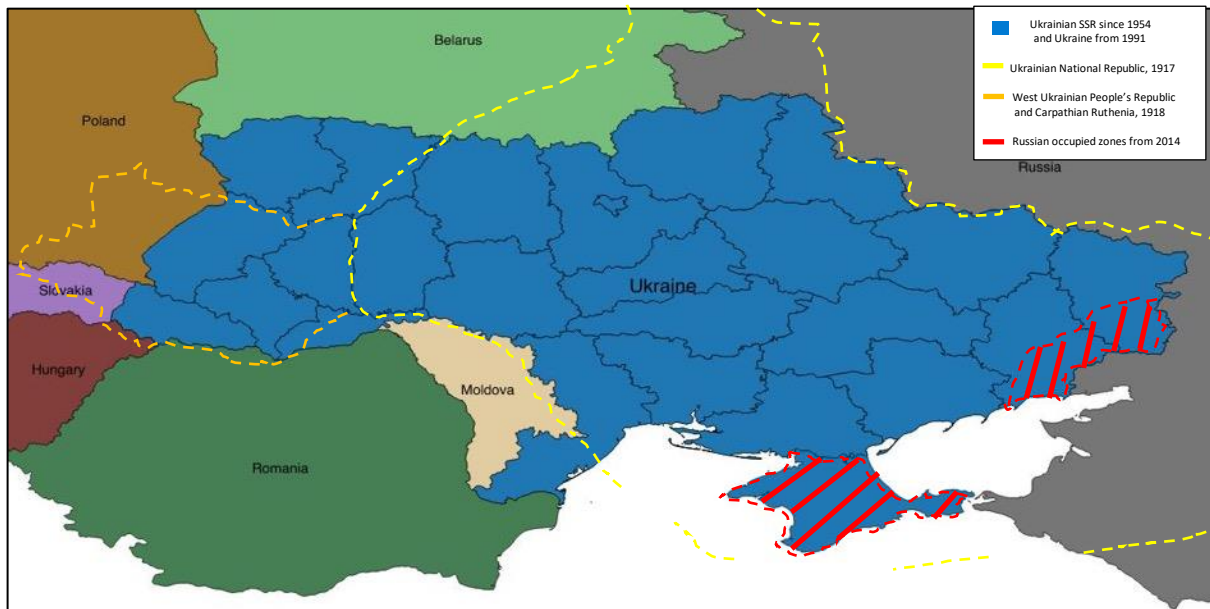 Ukrainian SSR since 1954
and Ukraine from 1991
Ukrainian National Republic, 1917
West Ukrainian People's Republic
and Carpathian Ruthenia, 1918
Russian occupied zones from 2014
Belarus
Poland
Russia
Slovakia
Ukraine
Hungary
Moldova
Romania